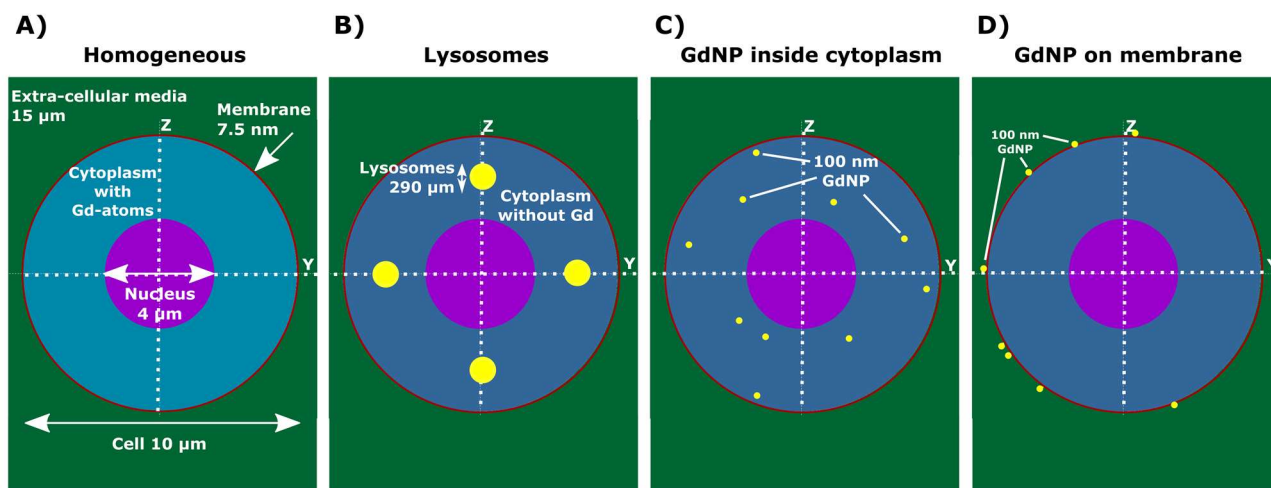 A)
Homogeneous
Extra-cellular media
15 µm
Z
Membrane
7.5 nm
Cytoplasm
with
Gd-atoms
Y
Nucleus
4 µm
Cell 10 µm
B)
Lysosomes
Z
Lysosomes
290 µm
Cytoplasm
without Gd
Y
C)
GdNP inside cytoplasm
Z
100 nm
GdNP
Y
D)
GdNP on membrane
Z
100 nm
GdNP
Y